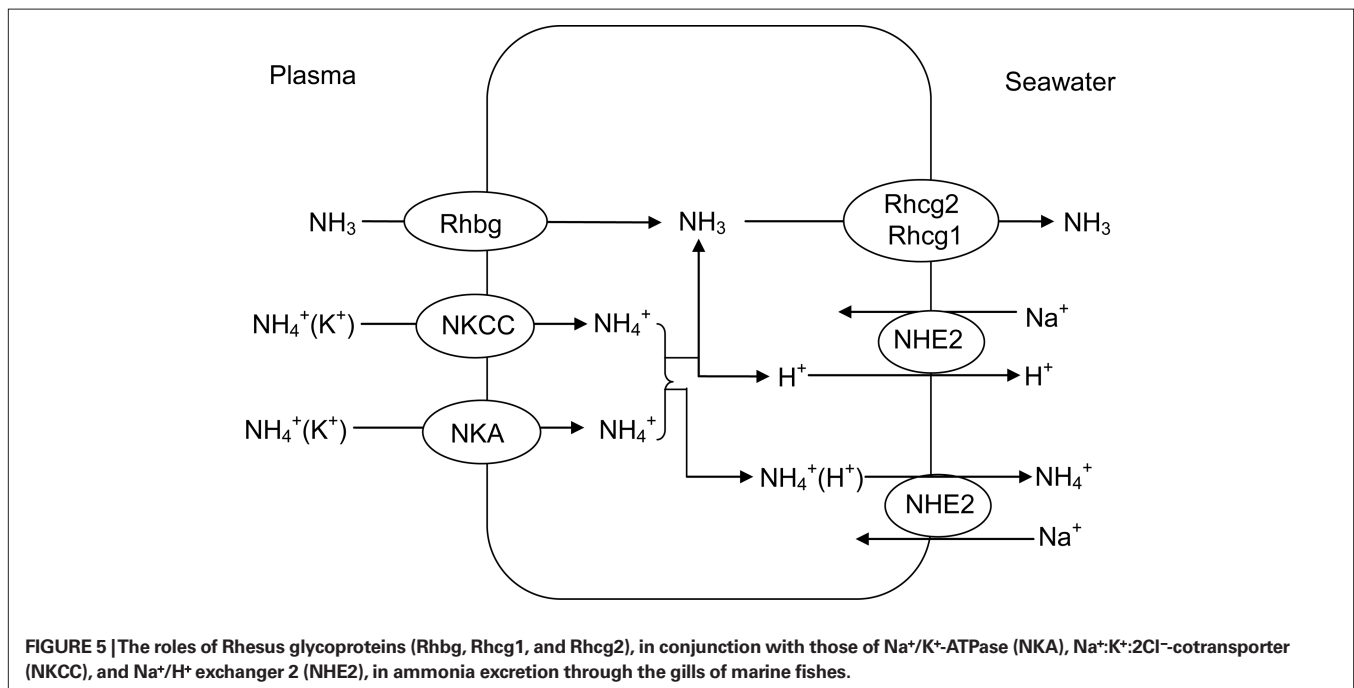 Plasma
Seawater
NH₃
Rhbg
NH₃
Rhcg2
Rhcg1
NH₃
NH₄⁺(K⁺)
NKCC
NH₄⁺
Na⁺
NHE2
H⁺
H⁺
NH₄⁺(K⁺)
NKA
NH₄⁺
NH₄⁺(H⁺)
NH₄⁺
NHE2
Na⁺
FIGURE 5 | The roles of Rhesus glycoproteins (Rhbg, Rhcg1, and Rhcg2), in conjunction with those of Na⁺/K⁺-ATPase (NKA), Na⁺:K⁺:2Cl⁻-cotransporter
(NKCC), and Na⁺/H⁺ exchanger 2 (NHE2), in ammonia excretion through the gills of marine fishes.